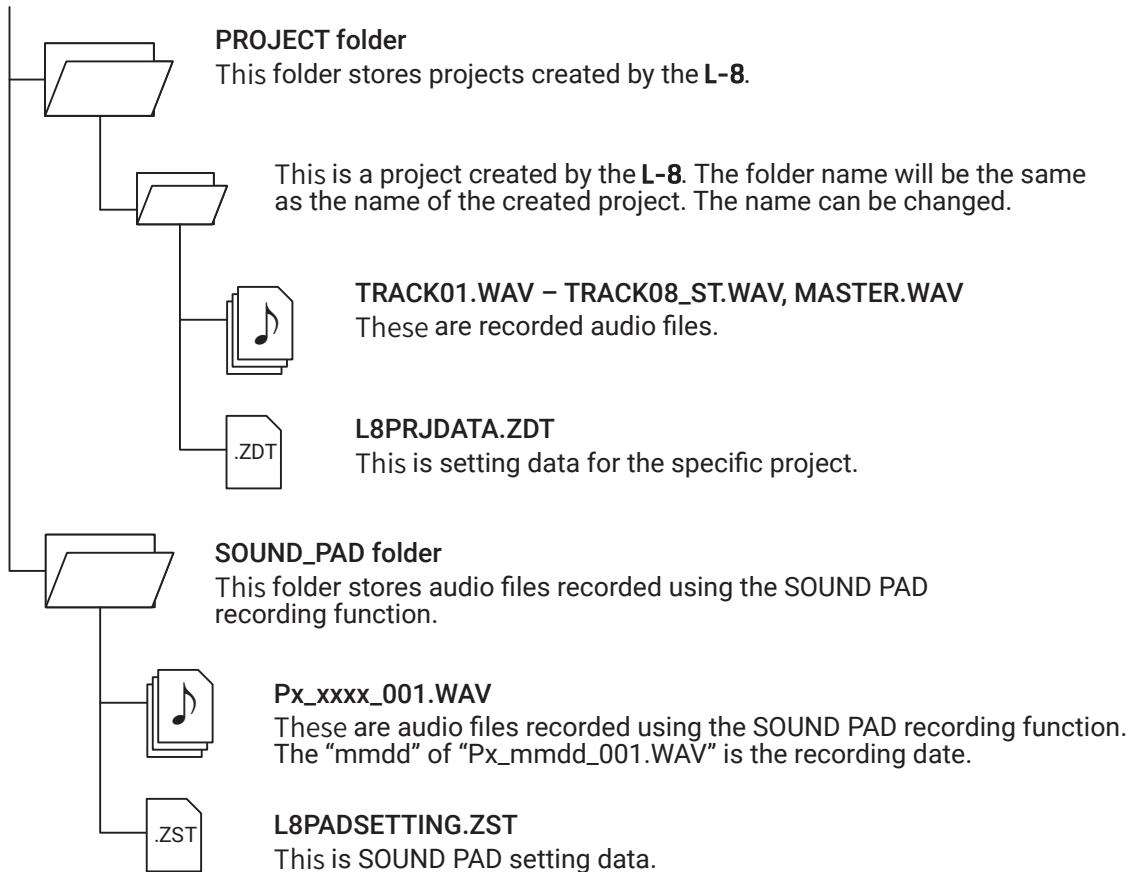 PROJECT folder
This folder stores projects created by the L-8.
This is a project created by the L-8. The folder name will be the same
as the name of the created project. The name can be changed.
TRACK01.WAV – TRACK08_ST.WAV, MASTER.WAV
These are recorded audio files.
.ZDT
L8PRJDATA.ZDT
This is setting data for the specific project.
SOUND_PAD folder
This folder stores audio files recorded using the SOUND PAD
recording function.
Px_xxxx_001.WAV
These are audio files recorded using the SOUND PAD recording function.
The “mmdd” of “Px_mmdd_001.WAV” is the recording date.
.ZST
L8PADSETTING.ZST
This is SOUND PAD setting data.